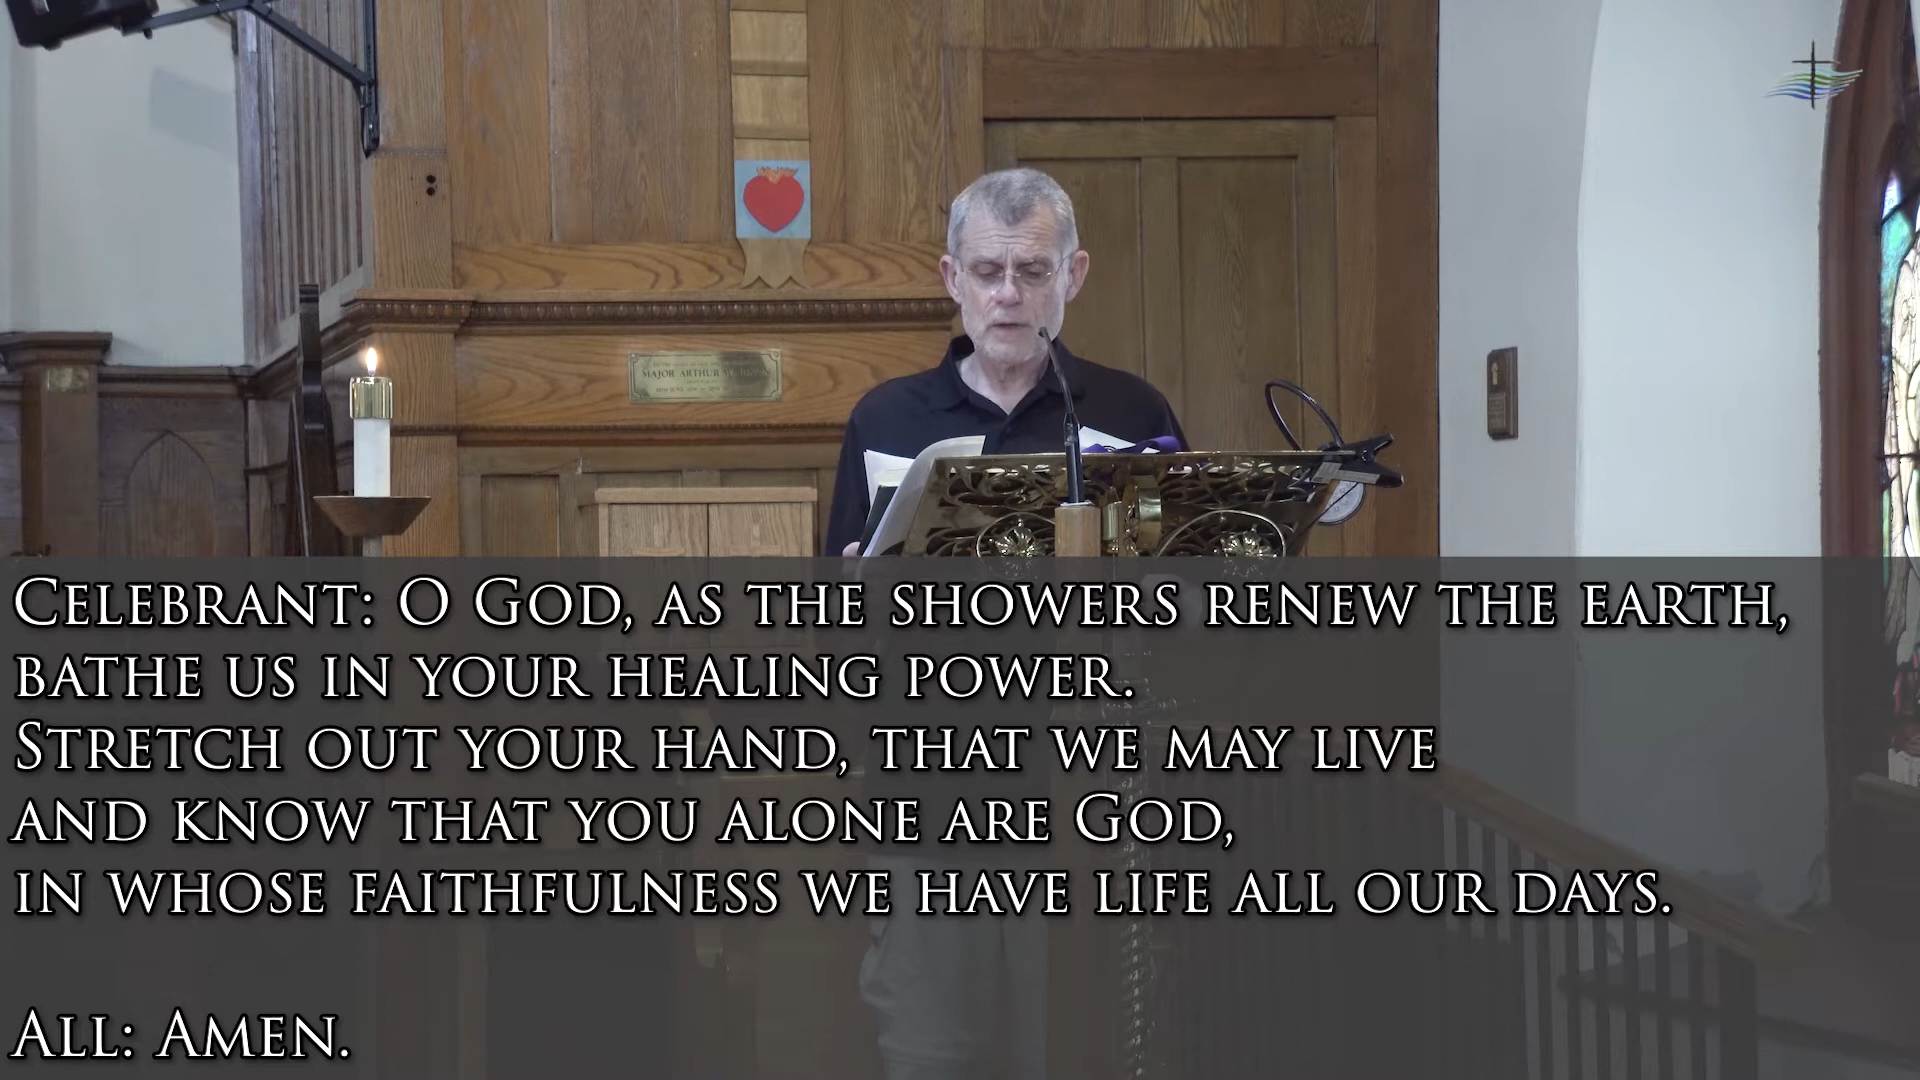 MAJOR ARTHUR
CELEBRANT: O GOD, AS THE SHOWERS RENEW THE EARTH,
BATHE US IN YOUR HEALING POWER.
STRETCH OUT YOUR HAND, THAT WE MAY LIVE
AND KNOW THAT YOU ALONE ARE GOD,
IN WHOSE FAITHFULNESS WE HAVE LIFE ALL OUR DAYS.
ALL: AMEN.